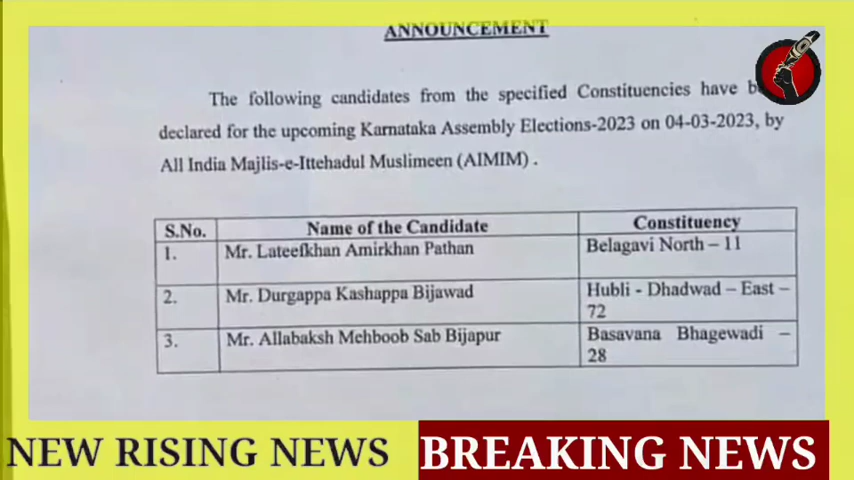 ANNOUNCEMENT
The following candidates from the specified Constituencies have
declared for the upcoming Karnataka Assembly Elections-2023 on 04-03-2023, by
All India Majlis-e-Ittehadul Muslimeen (AIMIM) .
S.No. Name of the Candidate Constituency
1. Mr. Lateefkhan Amirkhan Pathan Belagavi North – 11
2. Mr. Durgappa Kashappa Bijawad Hubli - Dhadwad – East –
72
3. Mr. Allabaksh Mehboob Sab Bijapur Basavana Bhagewadi –
28
NEW RISING NEWS BREAKING NEWS